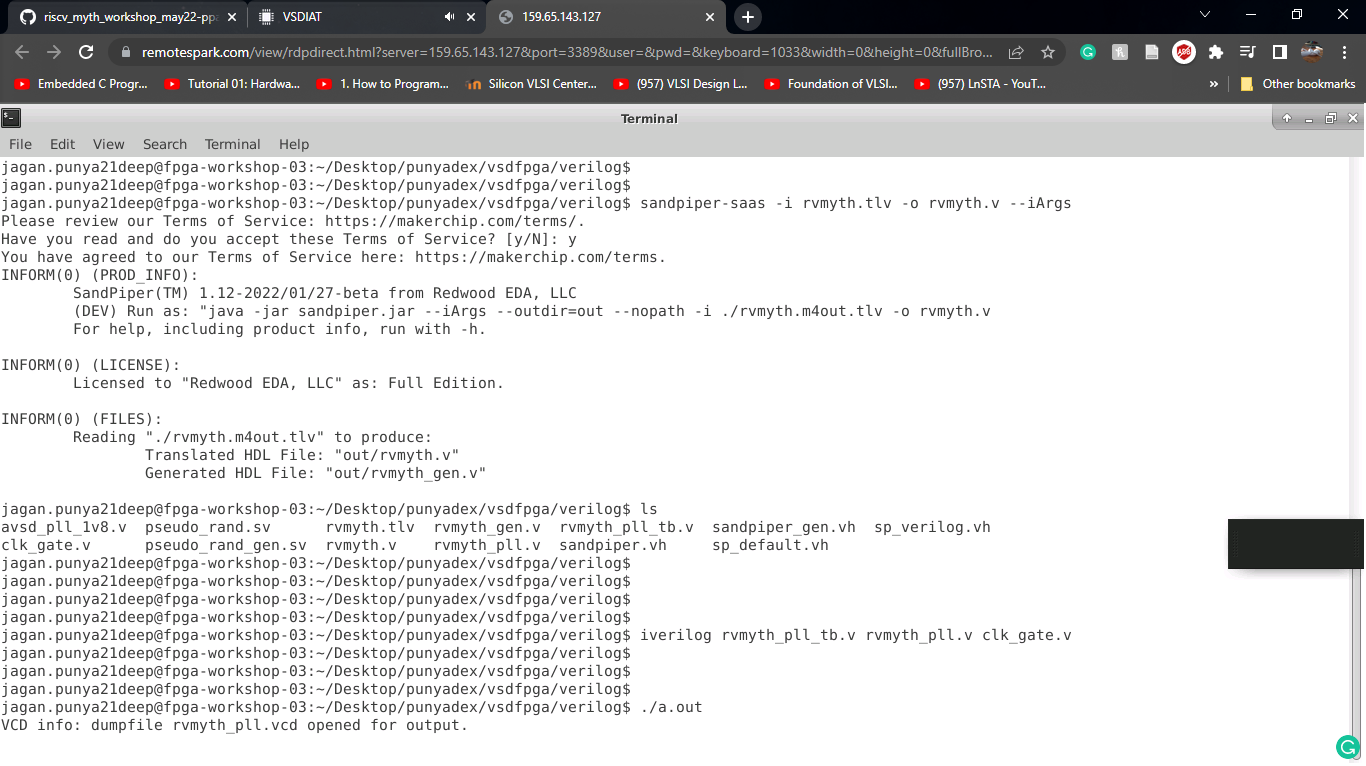 riscv_myth_workshop_may22-ppa
VSDIAT
159.65.143.127
remotespark.com/view/rdpdirect.html?server=159.65.143.127&port=3389&user=&pwd=&keyboard=1033&width=0&height=0&fullBro...
Embedded C Progr... Tutorial 01: Hardwa... 1. How to Program... Silicon VLSI Center... (957) VLSI Design L... Foundation of VLSI... (957) LnSTA - YouT... » Other bookmarks
Terminal
File Edit View Search Terminal Help
jagan.punya21deep@fpga-workshop-03:~/Desktop/punyadex/vsdfpga/verilog$
jagan.punya21deep@fpga-workshop-03:~/Desktop/punyadex/vsdfpga/verilog$
jagan.punya21deep@fpga-workshop-03:~/Desktop/punyadex/vsdfpga/verilog$ sandpiper-saas -i rvmyth.tlv -o rvmyth.v --iArgs
Please review our Terms of Service: https://makerchip.com/terms/.
Have you read and do you accept these Terms of Service? [y/N]: y
You have agreed to our Terms of Service here: https://makerchip.com/terms.
INFORM(0) (PROD_INFO):
SandPiper(TM) 1.12-2022/01/27-beta from Redwood EDA, LLC
(DEV) Run as: "java -jar sandpiper.jar --iArgs --outdir=out --nopath -i ./rvmyth.m4out.tlv -o rvmyth.v
For help, including product info, run with -h.
INFORM(0) (LICENSE):
Licensed to "Redwood EDA, LLC" as: Full Edition.
INFORM(0) (FILES):
Reading "./rvmyth.m4out.tlv" to produce:
Translated HDL File: "out/rvmyth.v"
Generated HDL File: "out/rvmyth_gen.v"
jagan.punya21deep@fpga-workshop-03:~/Desktop/punyadex/vsdfpga/verilog$ ls
avsd_pll_1v8.v pseudo_rand.sv rvmyth.tlv rvmyth_gen.v rvmyth_pll_tb.v sandpiper_gen.vh sp_verilog.vh
clk_gate.v pseudo_rand_gen.sv rvmyth.v rvmyth_pll.v sandpiper.vh sp_default.vh
jagan.punya21deep@fpga-workshop-03:~/Desktop/punyadex/vsdfpga/verilog$
jagan.punya21deep@fpga-workshop-03:~/Desktop/punyadex/vsdfpga/verilog$
jagan.punya21deep@fpga-workshop-03:~/Desktop/punyadex/vsdfpga/verilog$
jagan.punya21deep@fpga-workshop-03:~/Desktop/punyadex/vsdfpga/verilog$
jagan.punya21deep@fpga-workshop-03:~/Desktop/punyadex/vsdfpga/verilog$ iverilog rvmyth_pll_tb.v rvmyth_pll.v clk_gate.v
jagan.punya21deep@fpga-workshop-03:~/Desktop/punyadex/vsdfpga/verilog$
jagan.punya21deep@fpga-workshop-03:~/Desktop/punyadex/vsdfpga/verilog$
jagan.punya21deep@fpga-workshop-03:~/Desktop/punyadex/vsdfpga/verilog$
jagan.punya21deep@fpga-workshop-03:~/Desktop/punyadex/vsdfpga/verilog$ ./a.out
VCD info: dumpfile rvmyth_pll.vcd opened for output.